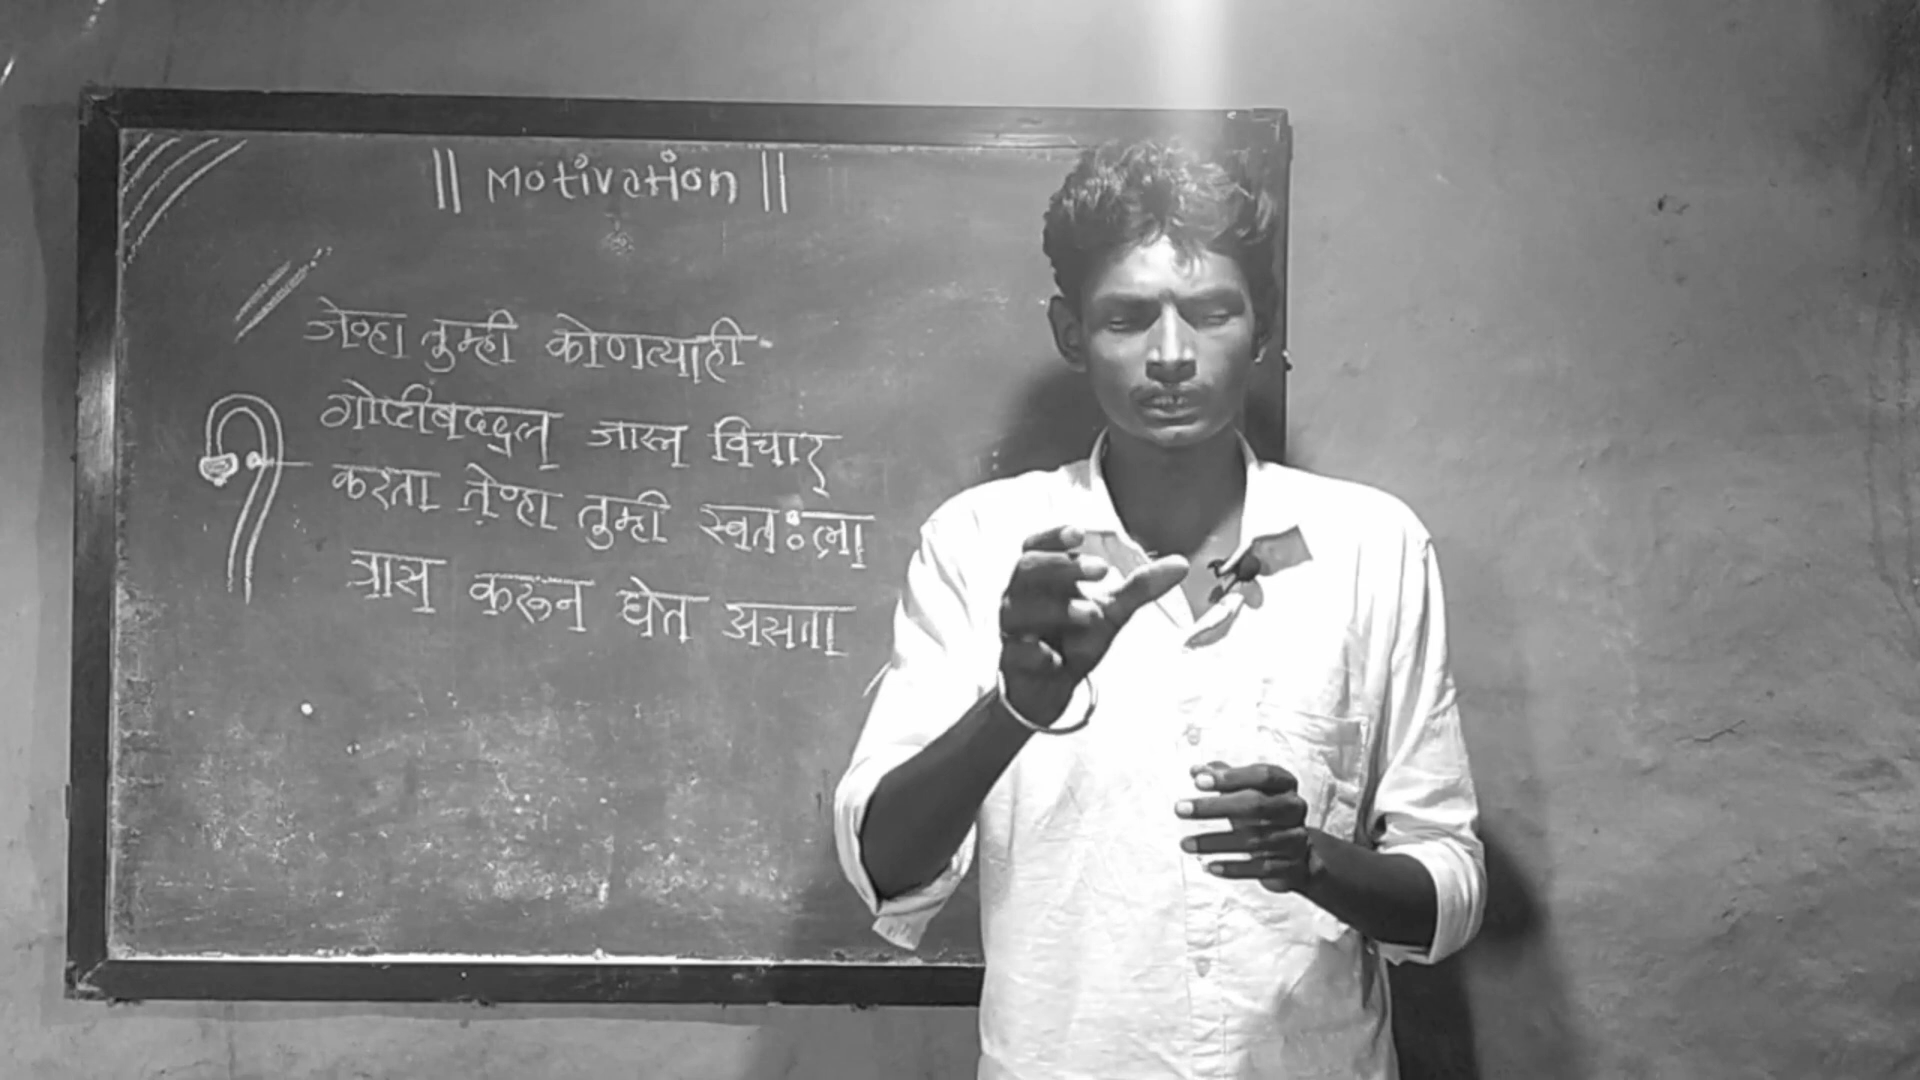 || Motivation ||
जेव्हा तुम्ही कोणत्याही
गोष्टींबद्दल जास्त विचार
करता तेव्हा तुम्ही स्वतःला
त्रास करून घेत असता